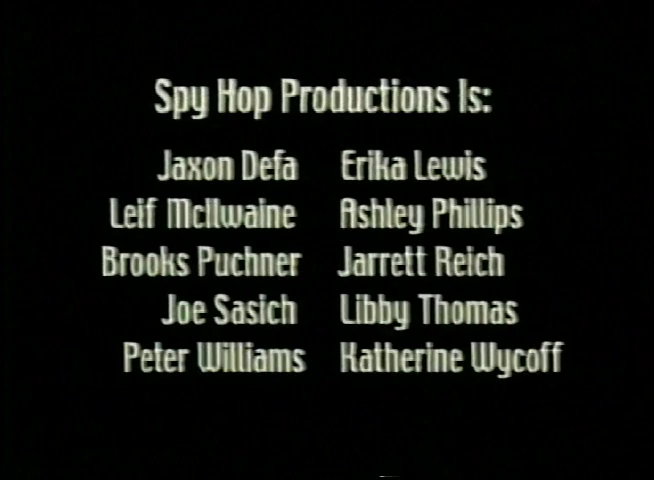 Spy Hop Productions Is:
Jaxon Defa Erika Lewis
Leif McIlwaine Ashley Phillips
Brooks Puchner Jarrett Reich
Joe Sasich Libby Thomas
Peter Williams Katherine Wycoff